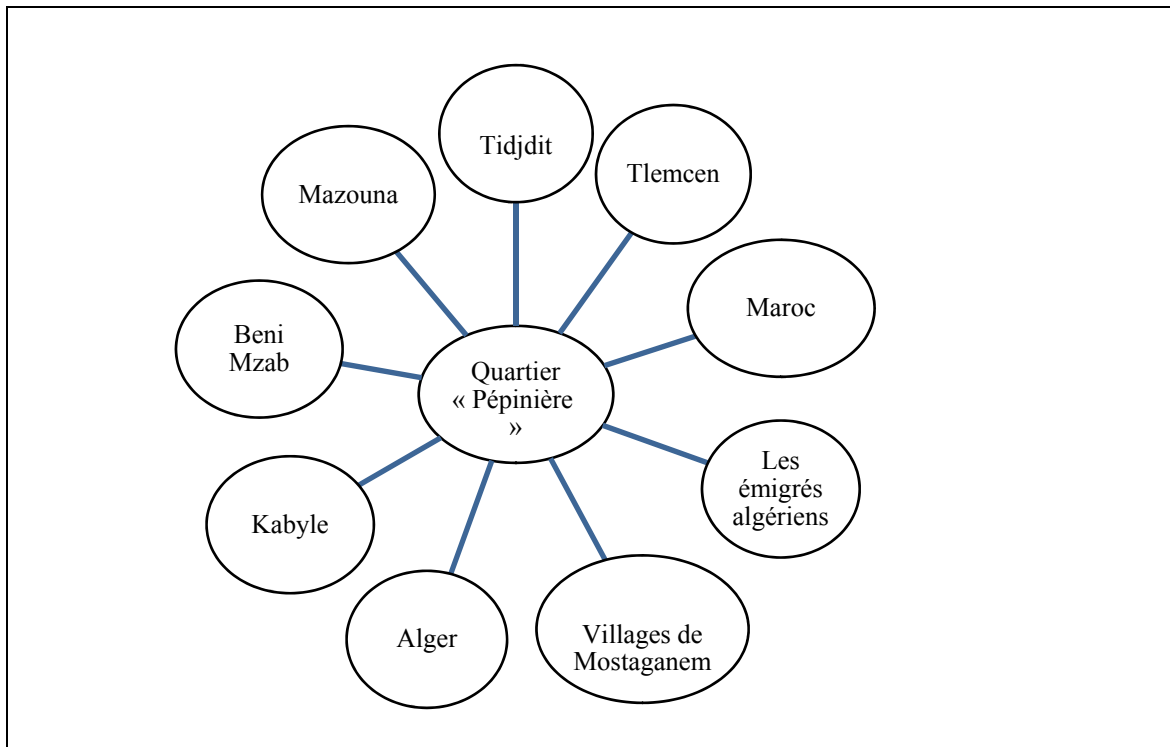 Tidjdit
Tlemcen
Mazouna
Maroc
Beni
Mzab
Quartier
« Pépinière
»
Les
émigrés
algériens
Kabyle
Alger
Villages de
Mostaganem